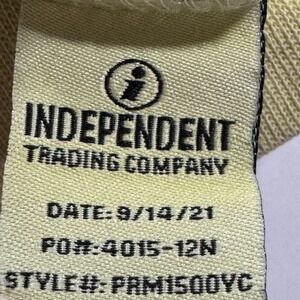 i
INDEPENDENT
TRADING COMPANY
DATE: 9/14/21
PO#:4015-12N
STYLE#: PRM1500YC